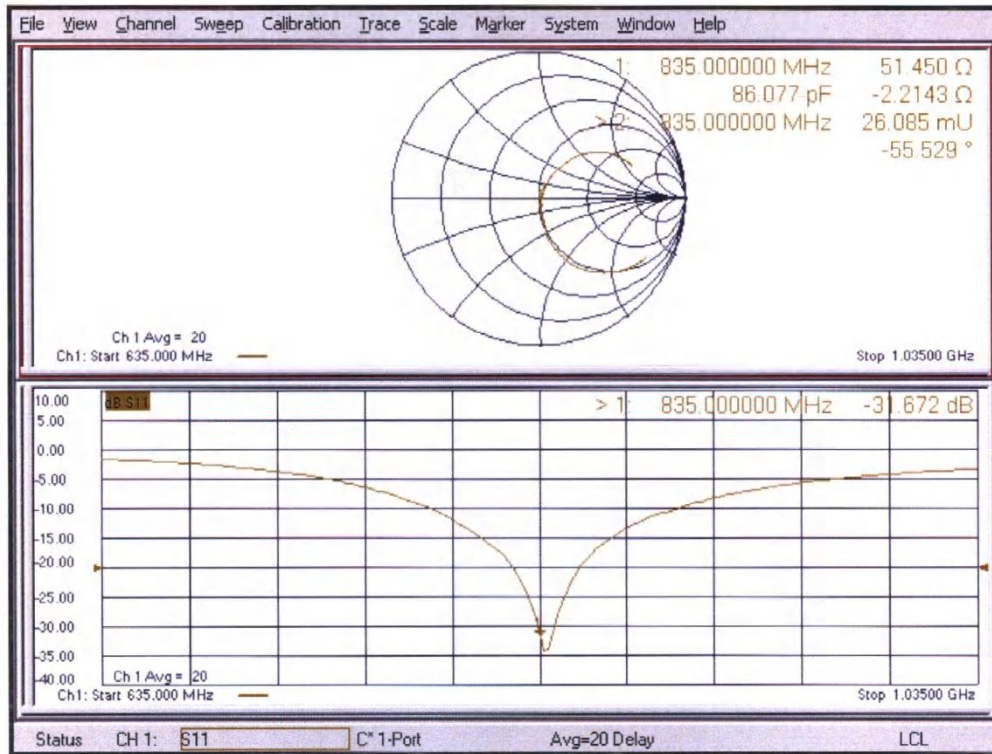 File View Channel Sweep Calibration Trace Scale Marker System Window Help
1: 835.000000 MHz 51.450 Ω
86.077 pF -2.2143 Ω
> 2: 835.000000 MHz 26.085 mU
-55.529 °
Ch 1 Avg = 20
Ch1: Start 635.000 MHz Stop 1.03500 GHz
10.00 dB S11 > 1: 835.000000 MHz -31.672 dB
5.00
0.00
-5.00
-10.00
-15.00
-20.00
-25.00
-30.00
-35.00
-40.00 Ch 1 Avg = 20
Ch1: Start 635.000 MHz Stop 1.03500 GHz
Status CH 1: S11 C* 1-Port Avg=20 Delay LCL